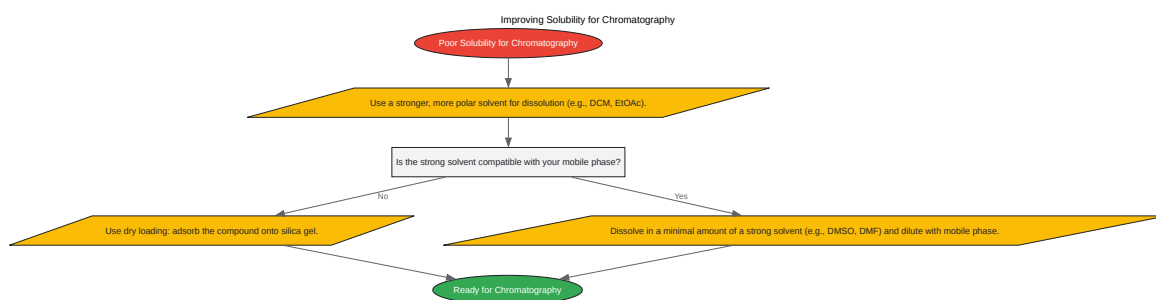 Improving Solubility for Chromatography
Poor Solubility for Chromatography
Use a stronger, more polar solvent for dissolution (e.g., DCM, EtOAc).
Is the strong solvent compatible with your mobile phase?
No
Yes
Use dry loading: adsorb the compound onto silica gel.
Dissolve in a minimal amount of a strong solvent (e.g., DMSO, DMF) and dilute with mobile phase.
Ready for Chromatography